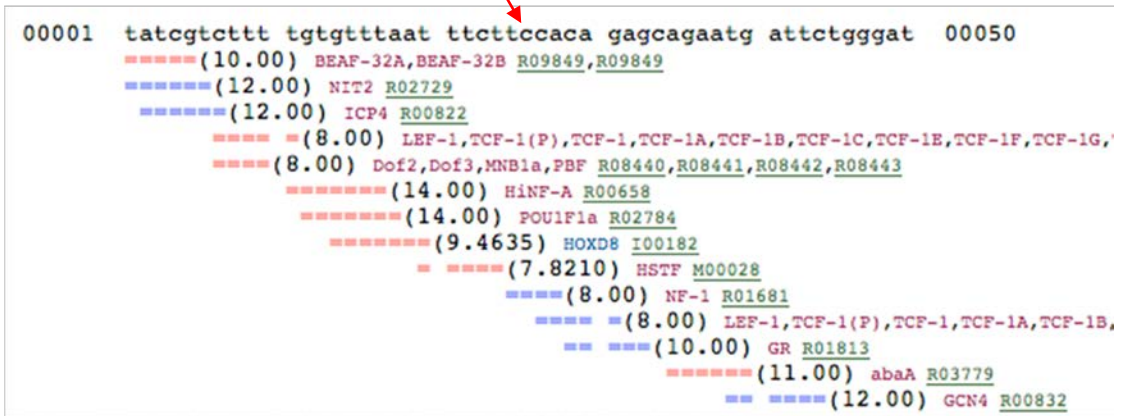 00001 tatcgtcttt tgtgtttaat ttcttccaca gagcagaatg attctgggat 00050
=====(10.00) BEAF-32A,BEAF-32B R09849,R09849
======(12.00) NIT2 R02729
======(12.00) ICP4 R00822
==== =(8.00) LEF-1,TCF-1(P),TCF-1,TCF-1A,TCF-1B,TCF-1C,TCF-1E,TCF-1F,TCF-1G,
====(8.00) Dof2,Dof3,MNB1a,PBF R08440,R08441,R08442,R08443
=======(14.00) HiNF-A R00658
=======(14.00) POU1F1a R02784
=======(9.4635) HOXD8 I00182
= ====(7.8210) HSTF M00028
====(8.00) NF-1 R01681
==== =(8.00) LEF-1,TCF-1(P),TCF-1,TCF-1A,TCF-1B,
== ===(10.00) GR R01813
======(11.00) abaA R03779
== ====(12.00) GCN4 R00832